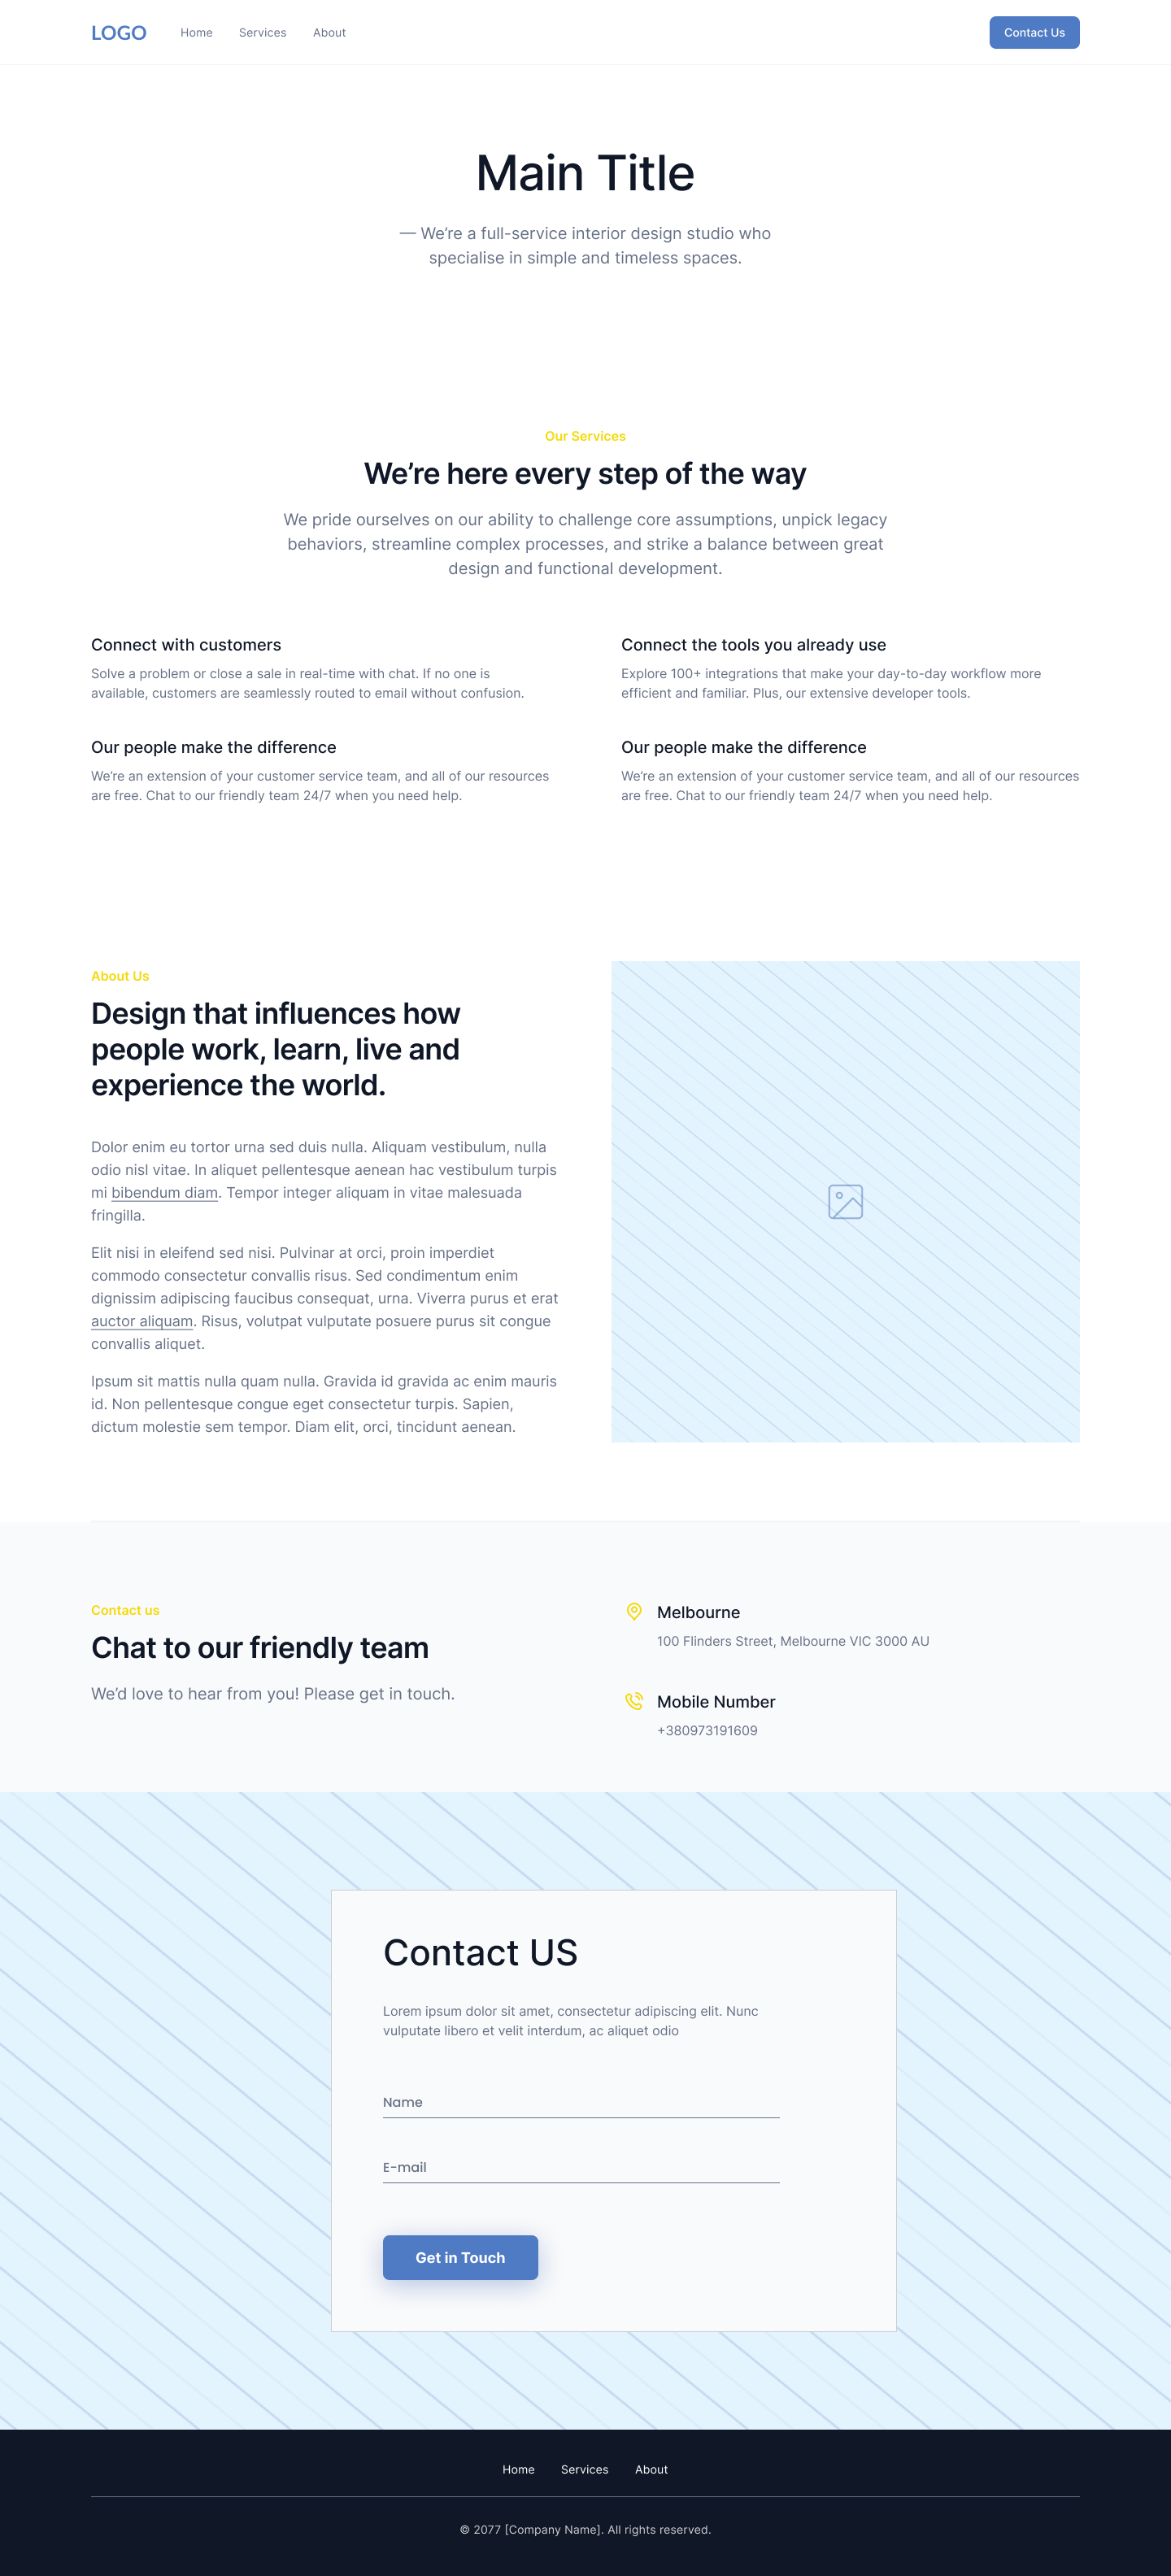 LOGO
Home
Services
About
Contact Us
Main Title
— We’re a full-service interior design studio who
specialise in simple and timeless spaces.
Our Services
We’re here every step of the way
We pride ourselves on our ability to challenge core assumptions, unpick legacy
behaviors, streamline complex processes, and strike a balance between great
design and functional development.
Connect with customers
Solve a problem or close a sale in real-time with chat. If no one is
available, customers are seamlessly routed to email without confusion.
Connect the tools you already use
Explore 100+ integrations that make your day-to-day workflow more
efficient and familiar. Plus, our extensive developer tools.
Our people make the difference
We’re an extension of your customer service team, and all of our resources
are free. Chat to our friendly team 24/7 when you need help.
Our people make the difference
We’re an extension of your customer service team, and all of our resources
are free. Chat to our friendly team 24/7 when you need help.
About Us
Design that influences how
people work, learn, live and
experience the world.
Dolor enim eu tortor urna sed duis nulla. Aliquam vestibulum, nulla
odio nisl vitae. In aliquet pellentesque aenean hac vestibulum turpis
mi bibendum diam. Tempor integer aliquam in vitae malesuada
fringilla.
Elit nisi in eleifend sed nisi. Pulvinar at orci, proin imperdiet
commodo consectetur convallis risus. Sed condimentum enim
dignissim adipiscing faucibus consequat, urna. Viverra purus et erat
auctor aliquam. Risus, volutpat vulputate posuere purus sit congue
convallis aliquet.
Ipsum sit mattis nulla quam nulla. Gravida id gravida ac enim mauris
id. Non pellentesque congue eget consectetur turpis. Sapien,
dictum molestie sem tempor. Diam elit, orci, tincidunt aenean.
Contact us
Chat to our friendly team
We’d love to hear from you! Please get in touch.
Melbourne
100 Flinders Street, Melbourne VIC 3000 AU
Mobile Number
+380973191609
Contact US
Lorem ipsum dolor sit amet, consectetur adipiscing elit. Nunc
vulputate libero et velit interdum, ac aliquet odio
Name
E-mail
Get in Touch
Home
Services
About
© 2077 [Company Name]. All rights reserved.